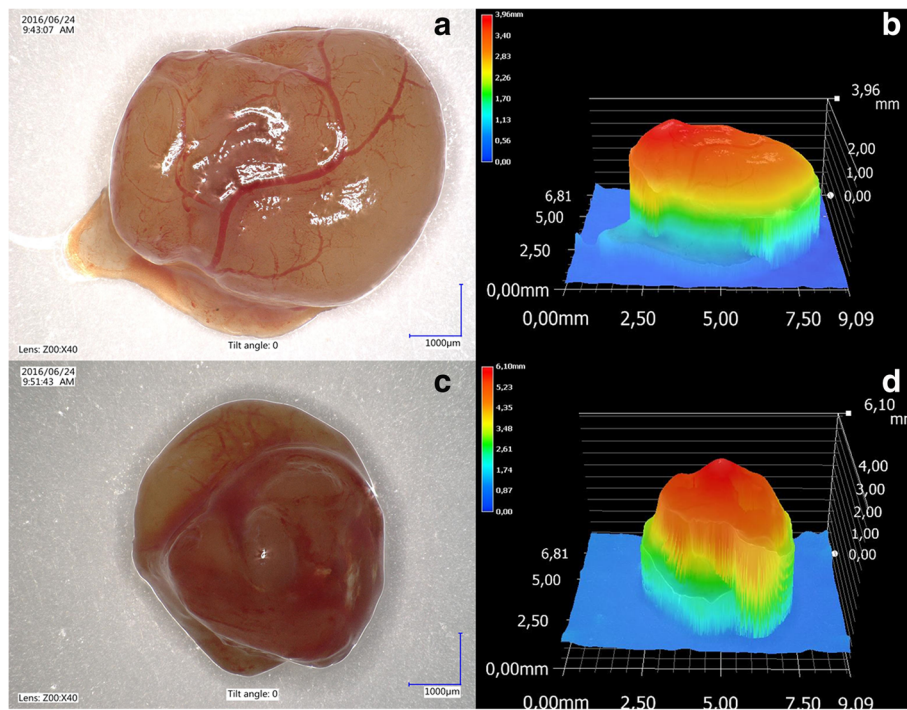 2016/06/24
9:43:07 AM
a
Lens: Z00:X40
Tilt angle: 0
1000μm
3,96mm
3,40
2,83
2,26
1,70
1,13
0,56
0,00
b
3,96
mm
2,00
1,00
0,00
6,81
5,00
2,50
0,00mm
0,00mm
2,50
5,00
7,50
9,09
2016/06/24
9:51:43 AM
c
Lens: Z00:X40
Tilt angle: 0
1000μm
6,10mm
5,23
4,35
3,48
2,61
1,74
0,87
0,00
d
6,10
mm
4,00
3,00
2,00
1,00
0,00
6,81
5,00
2,50
0,00mm
0,00mm
2,50
5,00
7,50
9,09